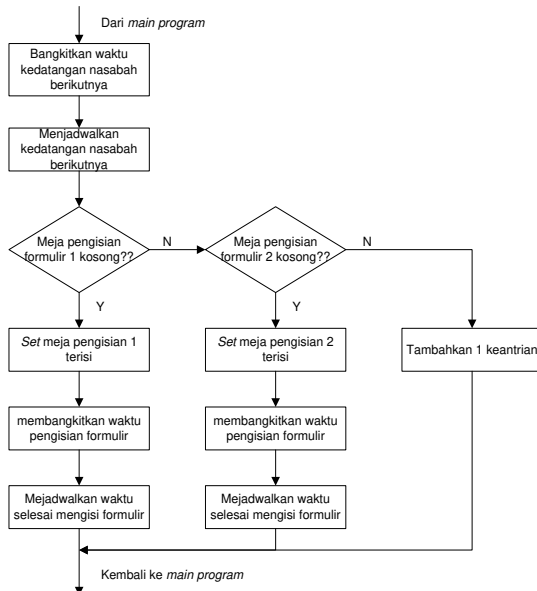 Dari main program
Bangkitkan waktu
kedatangan nasabah
berikutnya
Menjadwalkan
kedatangan nasabah
berikutnya
Meja pengisian
formulir 1 kosong??
N
Meja pengisian
formulir 2 kosong??
N
Y
Y
Set meja pengisian 1
terisi
Set meja pengisian 2
terisi
Tambahkan 1 keantrian
membangkitkan waktu
pengisian formulir
membangkitkan waktu
pengisian formulir
Mejadwalkan waktu
selesai mengisi formulir
Mejadwalkan waktu
selesai mengisi formulir
Kembali ke main program